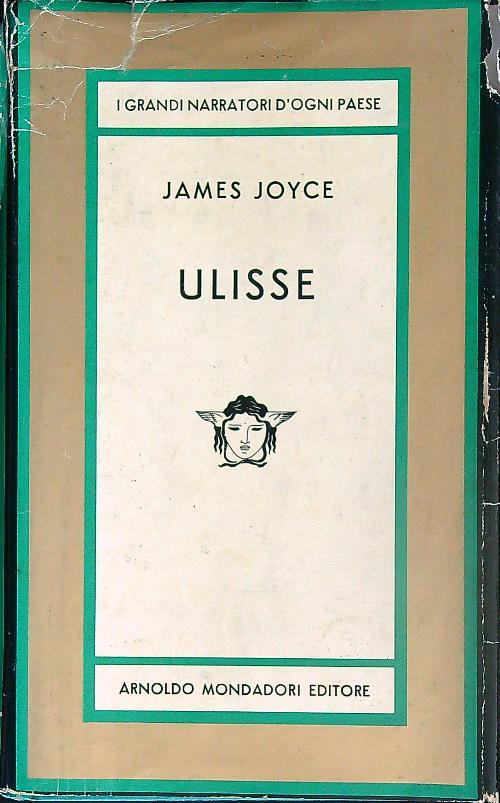 I GRANDI NARRATORI D'OGNI PAESE
JAMES JOYCE
ULISSE
ARNOLDO MONDADORI EDITORE